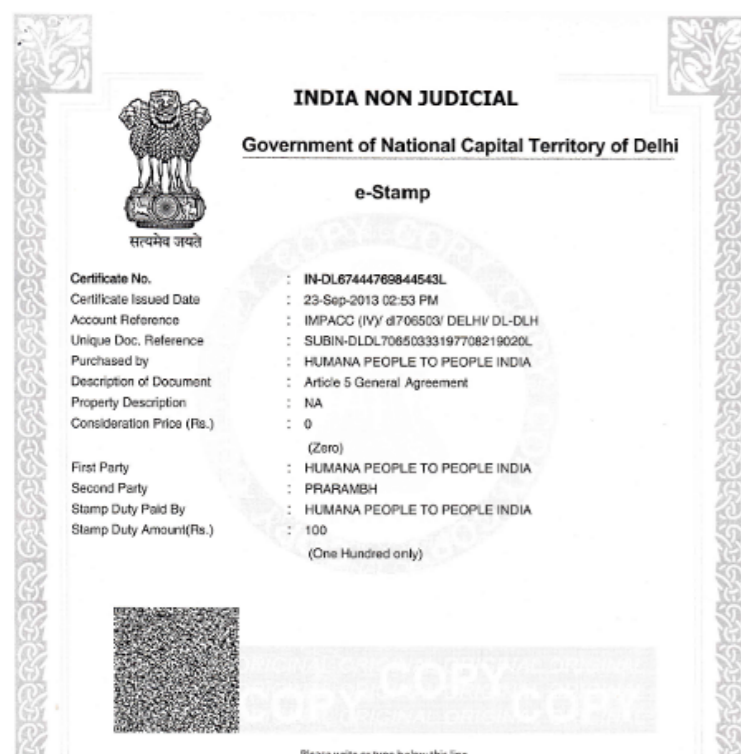 INDIA NON JUDICIAL
Government of National Capital Territory of Delhi
e-Stamp
सत्यमेव जयते
Certificate No. : IN-DL67444769844543L
Certificate Issued Date : 23-Sep-2013 02:53 PM
Account Reference : IMPACC (IV)/ dl706503/ DELHI/ DL-DLH
Unique Doc. Reference : SUBIN-DLDL70650333197708219020L
Purchased by : HUMANA PEOPLE TO PEOPLE INDIA
Description of Document : Article 5 General Agreement
Property Description : NA
Consideration Price (Rs.) : 0
(Zero)
First Party : HUMANA PEOPLE TO PEOPLE INDIA
Second Party : PRARAMBH
Stamp Duty Paid By : HUMANA PEOPLE TO PEOPLE INDIA
Stamp Duty Amount(Rs.) : 100
(One Hundred only)
COPY COPY COPY
Please write or type below this line